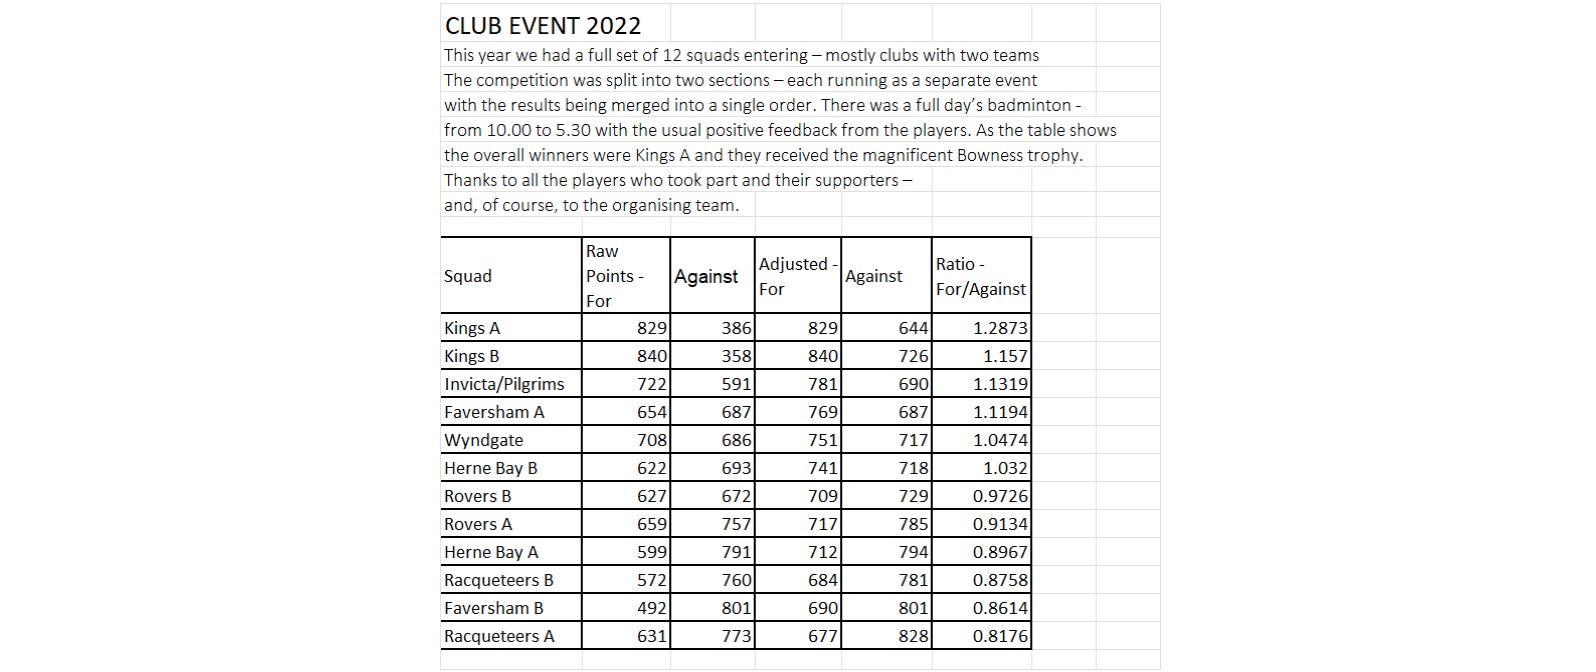 CLUB EVENT 2022
This year we had a full set of 12 squads entering – mostly clubs with two teams
The competition was split into two sections – each running as a separate event
with the results being merged into a single order. There was a full day's badminton -
from 10.00 to 5.30 with the usual positive feedback from the players. As the table shows
the overall winners were Kings A and they received the magnificent Bowness trophy.
Thanks to all the players who took part and their supporters –
and, of course, to the organising team.
Squad Raw Points - For Against Adjusted - For Against Ratio - For/Against
Kings A 829 386 829 644 1.2873
Kings B 840 358 840 726 1.157
Invicta/Pilgrims 722 591 781 690 1.1319
Faversham A 654 687 769 687 1.1194
Wyndgate 708 686 751 717 1.0474
Herne Bay B 622 693 741 718 1.032
Rovers B 627 672 709 729 0.9726
Rovers A 659 757 717 785 0.9134
Herne Bay A 599 791 712 794 0.8967
Racqueteers B 572 760 684 781 0.8758
Faversham B 492 801 690 801 0.8614
Racqueteers A 631 773 677 828 0.8176